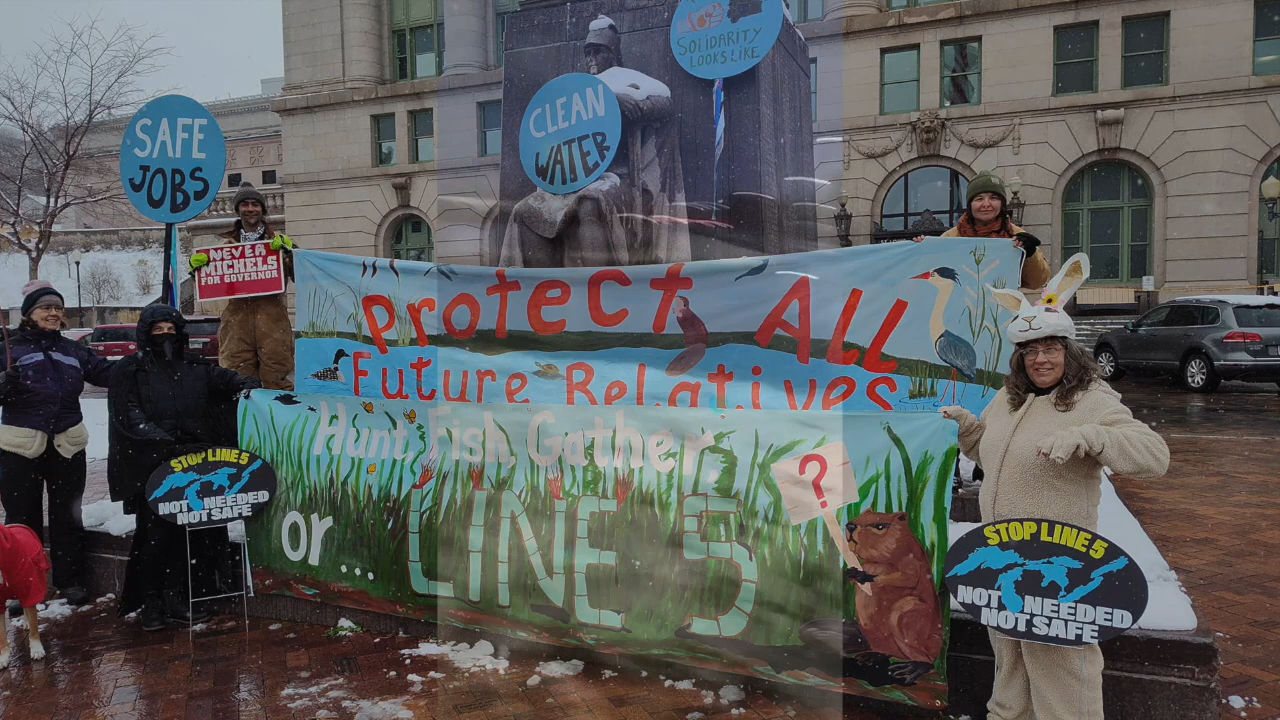 SOLIDARITY
LOOKS LIKE
CLEAN
WATER
SAFE
JOBS
NEVER
MICHELS
FOR GOVERNOR
Protect ALL
Future Relatives
Hunt, Fish, Gather,
or ... LINE 5
?
STOP LINE 5
NOT NEEDED
NOT SAFE
STOP LINE 5
NOT NEEDED
NOT SAFE